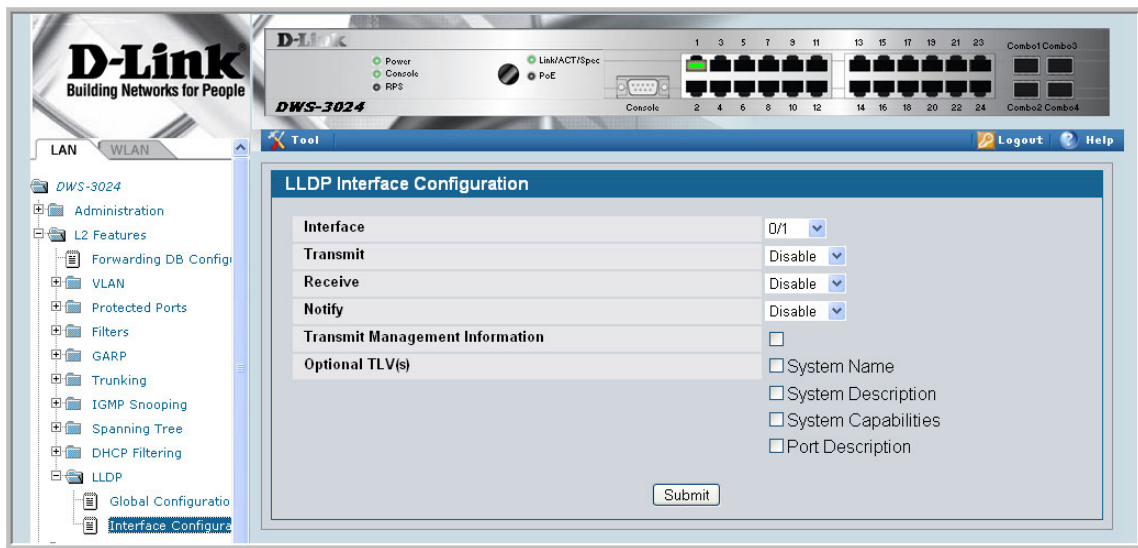 D-Link
Building Networks for People
D-Link
Power
Console
RPS
Link/ACT/Spec
PoE
DWS-3024
Console
1 3 5 7 9 11 13 15 17 19 21 23 Combo1 Combo3
2 4 6 8 10 12 14 16 18 20 22 24 Combo2 Combo4
LAN WLAN
Tool
Logout Help
DWS-3024
Administration
L2 Features
Forwarding DB Configu
VLAN
Protected Ports
Filters
GARP
Trunking
IGMP Snooping
Spanning Tree
DHCP Filtering
LLDP
Global Configuratio
Interface Configura
LLDP Interface Configuration
Interface 0/1
Transmit Disable
Receive Disable
Notify Disable
Transmit Management Information
Optional TLV(s) System Name
System Description
System Capabilities
Port Description
Submit